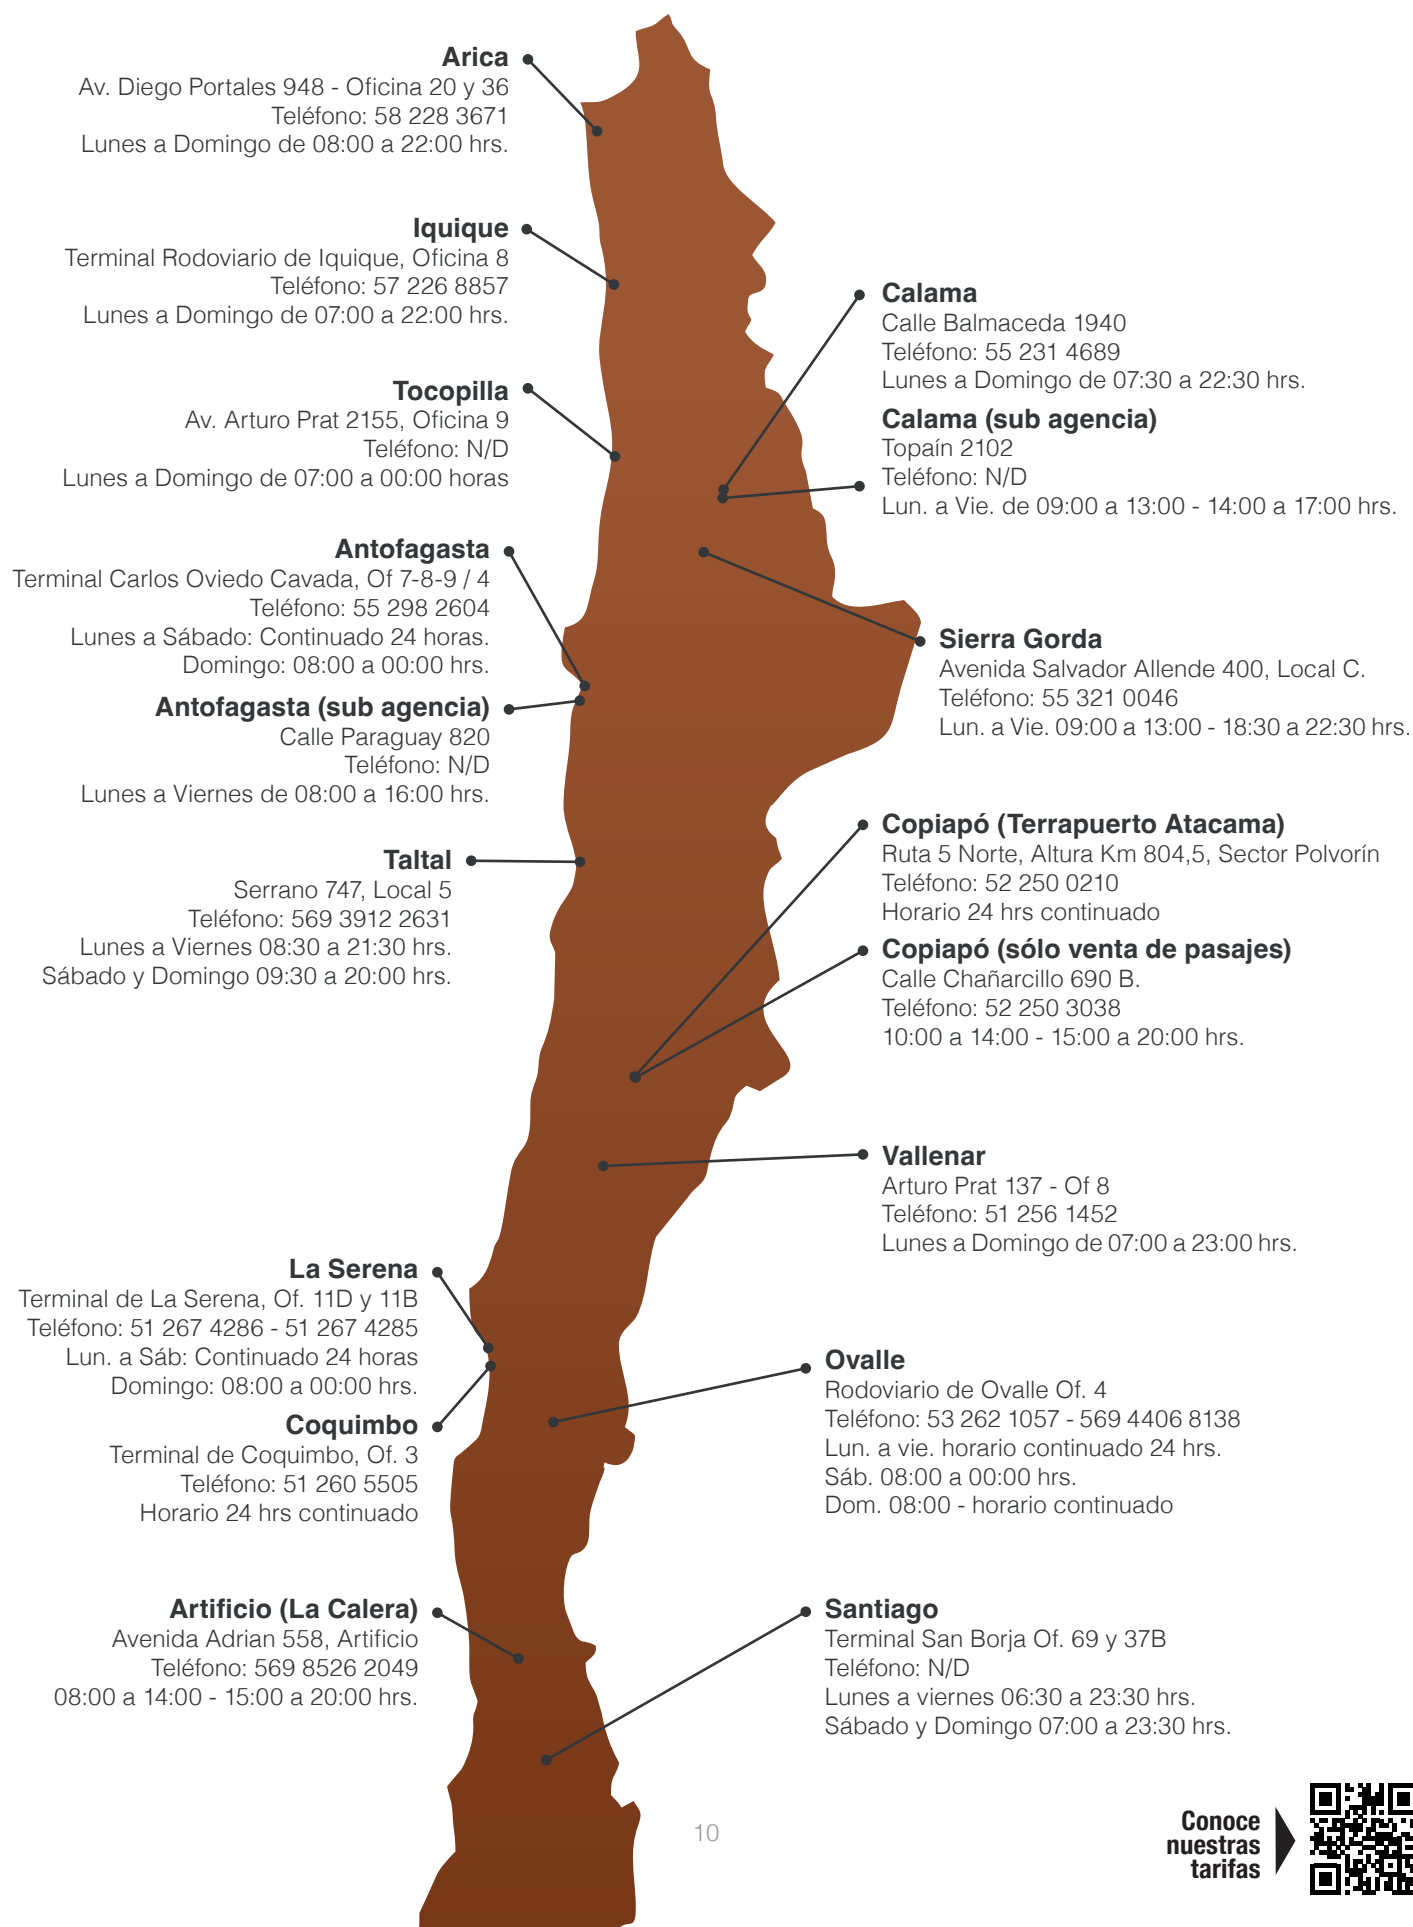 Arica
Av. Diego Portales 948 - Oficina 20 y 36
Teléfono: 58 228 3671
Lunes a Domingo de 08:00 a 22:00 hrs.
Iquique
Terminal Rodoviario de Iquique, Oficina 8
Teléfono: 57 226 8857
Lunes a Domingo de 07:00 a 22:00 hrs.
Tocopilla
Av. Arturo Prat 2155, Oficina 9
Teléfono: N/D
Lunes a Domingo de 07:00 a 00:00 horas
Antofagasta
Terminal Carlos Oviedo Cavada, Of 7-8-9 / 4
Teléfono: 55 298 2604
Lunes a Sábado: Continuado 24 horas.
Domingo: 08:00 a 00:00 hrs.
Antofagasta (sub agencia)
Calle Paraguay 820
Teléfono: N/D
Lunes a Viernes de 08:00 a 16:00 hrs.
Taltal
Serrano 747, Local 5
Teléfono: 569 3912 2631
Lunes a Viernes 08:30 a 21:30 hrs.
Sábado y Domingo 09:30 a 20:00 hrs.
La Serena
Terminal de La Serena, Of. 11D y 11B
Teléfono: 51 267 4286 - 51 267 4285
Lun. a Sáb: Continuado 24 horas
Domingo: 08:00 a 00:00 hrs.
Coquimbo
Terminal de Coquimbo, Of. 3
Teléfono: 51 260 5505
Horario 24 hrs continuado
Artificio (La Calera)
Avenida Adrian 558, Artificio
Teléfono: 569 8526 2049
08:00 a 14:00 - 15:00 a 20:00 hrs.
Calama
Calle Balmaceda 1940
Teléfono: 55 231 4689
Lunes a Domingo de 07:30 a 22:30 hrs.
Calama (sub agencia)
Topaín 2102
Teléfono: N/D
Lun. a Vie. de 09:00 a 13:00 - 14:00 a 17:00 hrs.
Sierra Gorda
Avenida Salvador Allende 400, Local C.
Teléfono: 55 321 0046
Lun. a Vie. 09:00 a 13:00 - 18:30 a 22:30 hrs.
Copiapó (Terrapuerto Atacama)
Ruta 5 Norte, Altura Km 804,5, Sector Polvorín
Teléfono: 52 250 0210
Horario 24 hrs continuado
Copiapó (sólo venta de pasajes)
Calle Chañarcillo 690 B.
Teléfono: 52 250 3038
10:00 a 14:00 - 15:00 a 20:00 hrs.
Vallenar
Arturo Prat 137 - Of 8
Teléfono: 51 256 1452
Lunes a Domingo de 07:00 a 23:00 hrs.
Ovalle
Rodoviario de Ovalle Of. 4
Teléfono: 53 262 1057 - 569 4406 8138
Lun. a vie. horario continuado 24 hrs.
Sáb. 08:00 a 00:00 hrs.
Dom. 08:00 - horario continuado
Santiago
Terminal San Borja Of. 69 y 37B
Teléfono: N/D
Lunes a viernes 06:30 a 23:30 hrs.
Sábado y Domingo 07:00 a 23:30 hrs.
10
Conoce
nuestras
tarifas